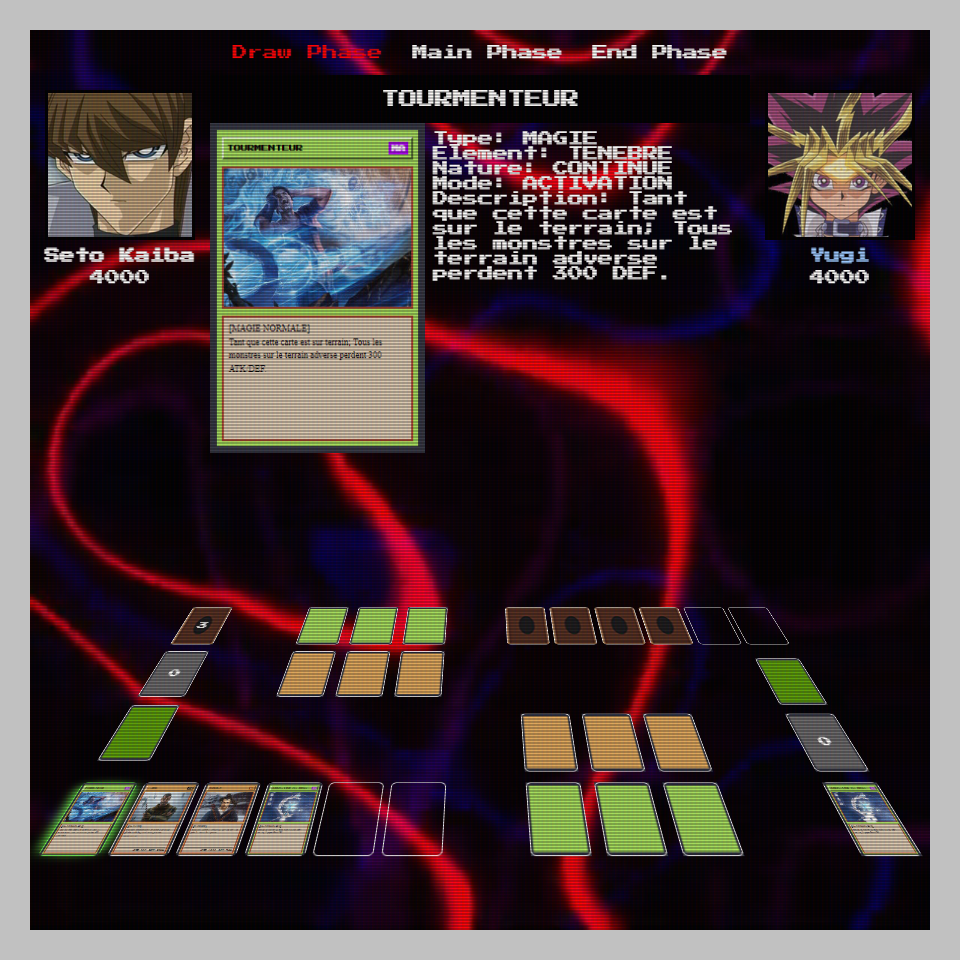 Draw Phase Main Phase End Phase
TOURMENTEUR
TOURMENTEUR MA
Type: MAGIE
Element: TENEBRE
Nature: CONTINUE
Mode: ACTIVATION
Description: Tant
que cette carte est
sur le terrain; Tous
les monstres sur le
terrain adverse
perdent 300 DEF.
Seto Kaiba
4000
Yugi
4000
[MAGIE NORMALE]
Tant que cette carte est sur terrain; Tous les
monstres sur le terrain adverse perdent 300
ATK/DEF
3
0
0